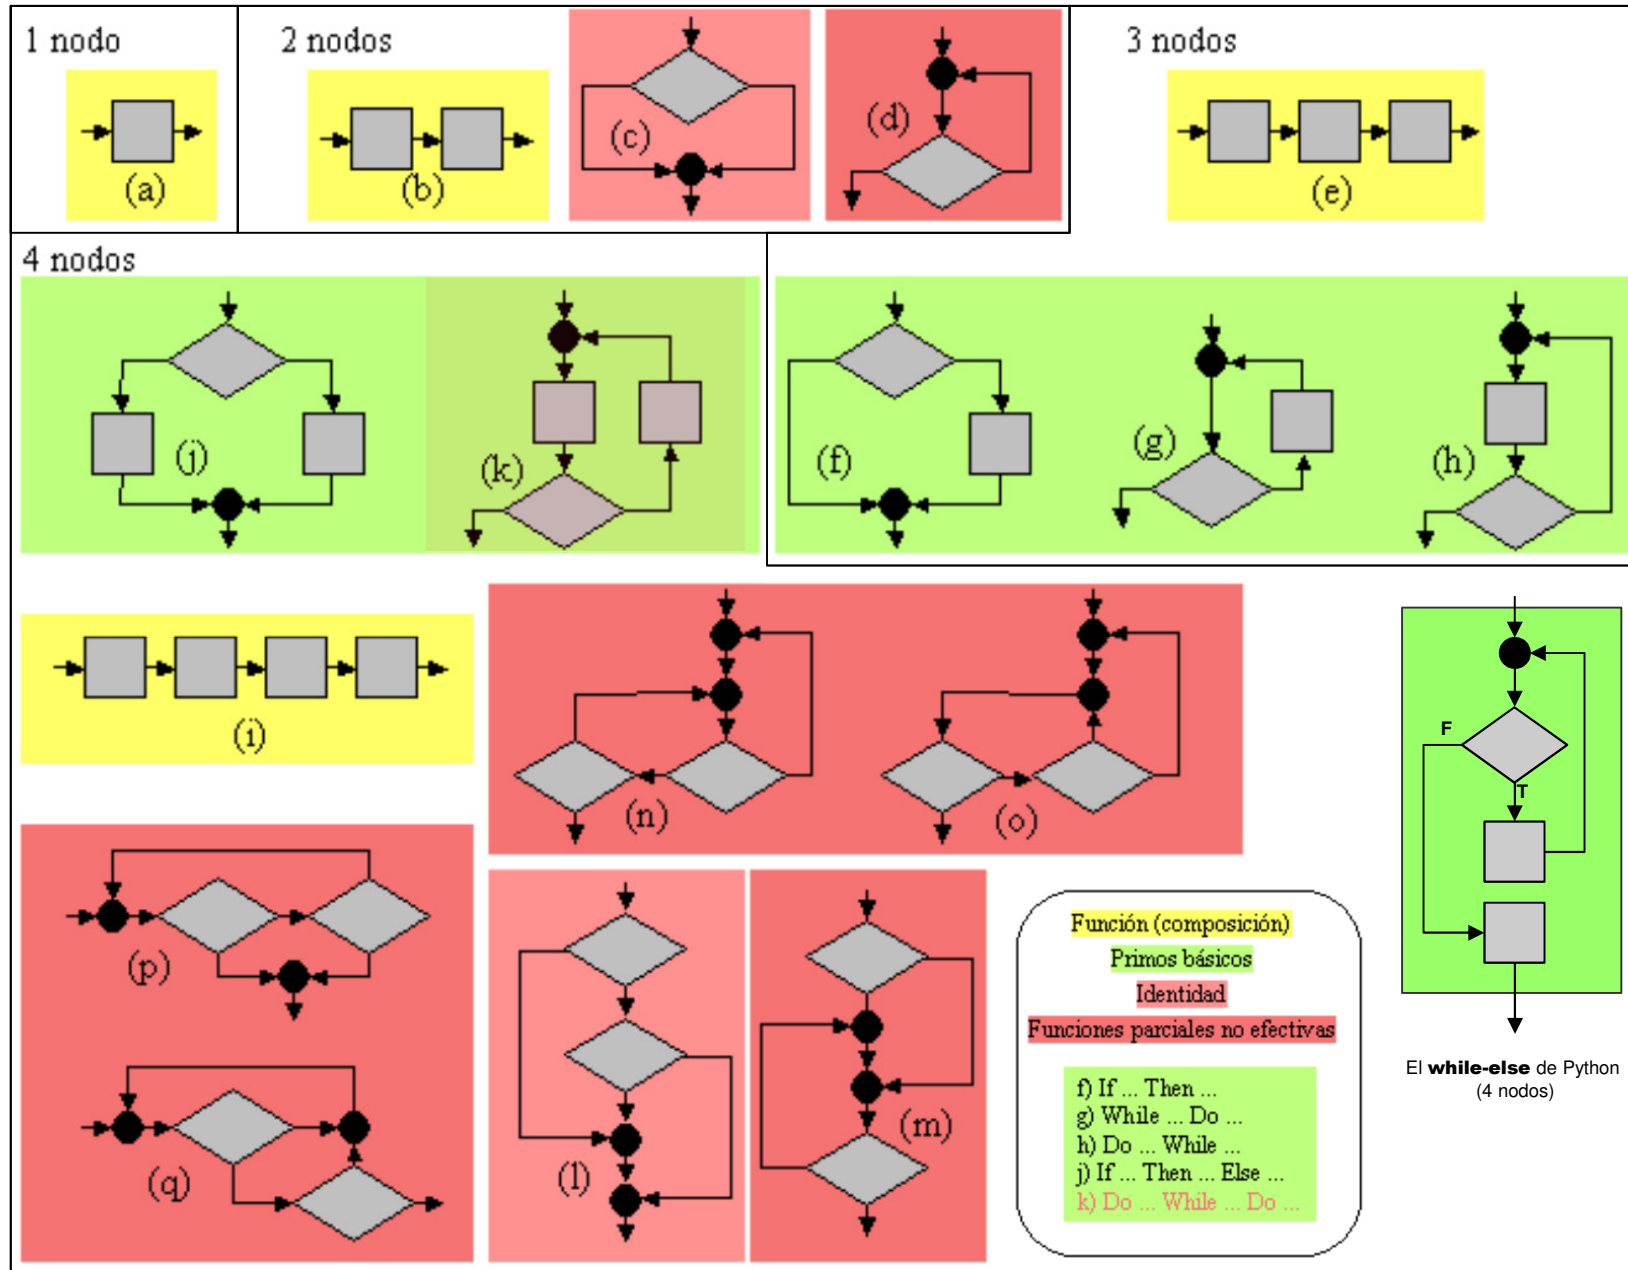 1 nodo
2 nodos
3 nodos
(a)
(b)
(c)
(d)
(e)
4 nodos
(j)
(k)
(f)
(g)
(h)
(i)
(n)
(o)
F
T
(p)
(q)
(l)
(m)
Función (composición)
Primos básicos
Identidad
Funciones parciales no efectivas
f) If ... Then ...
g) While ... Do ...
h) Do ... While ...
j) If ... Then ... Else ...
k) Do ... While ... Do ...
El while-else de Python
(4 nodos)